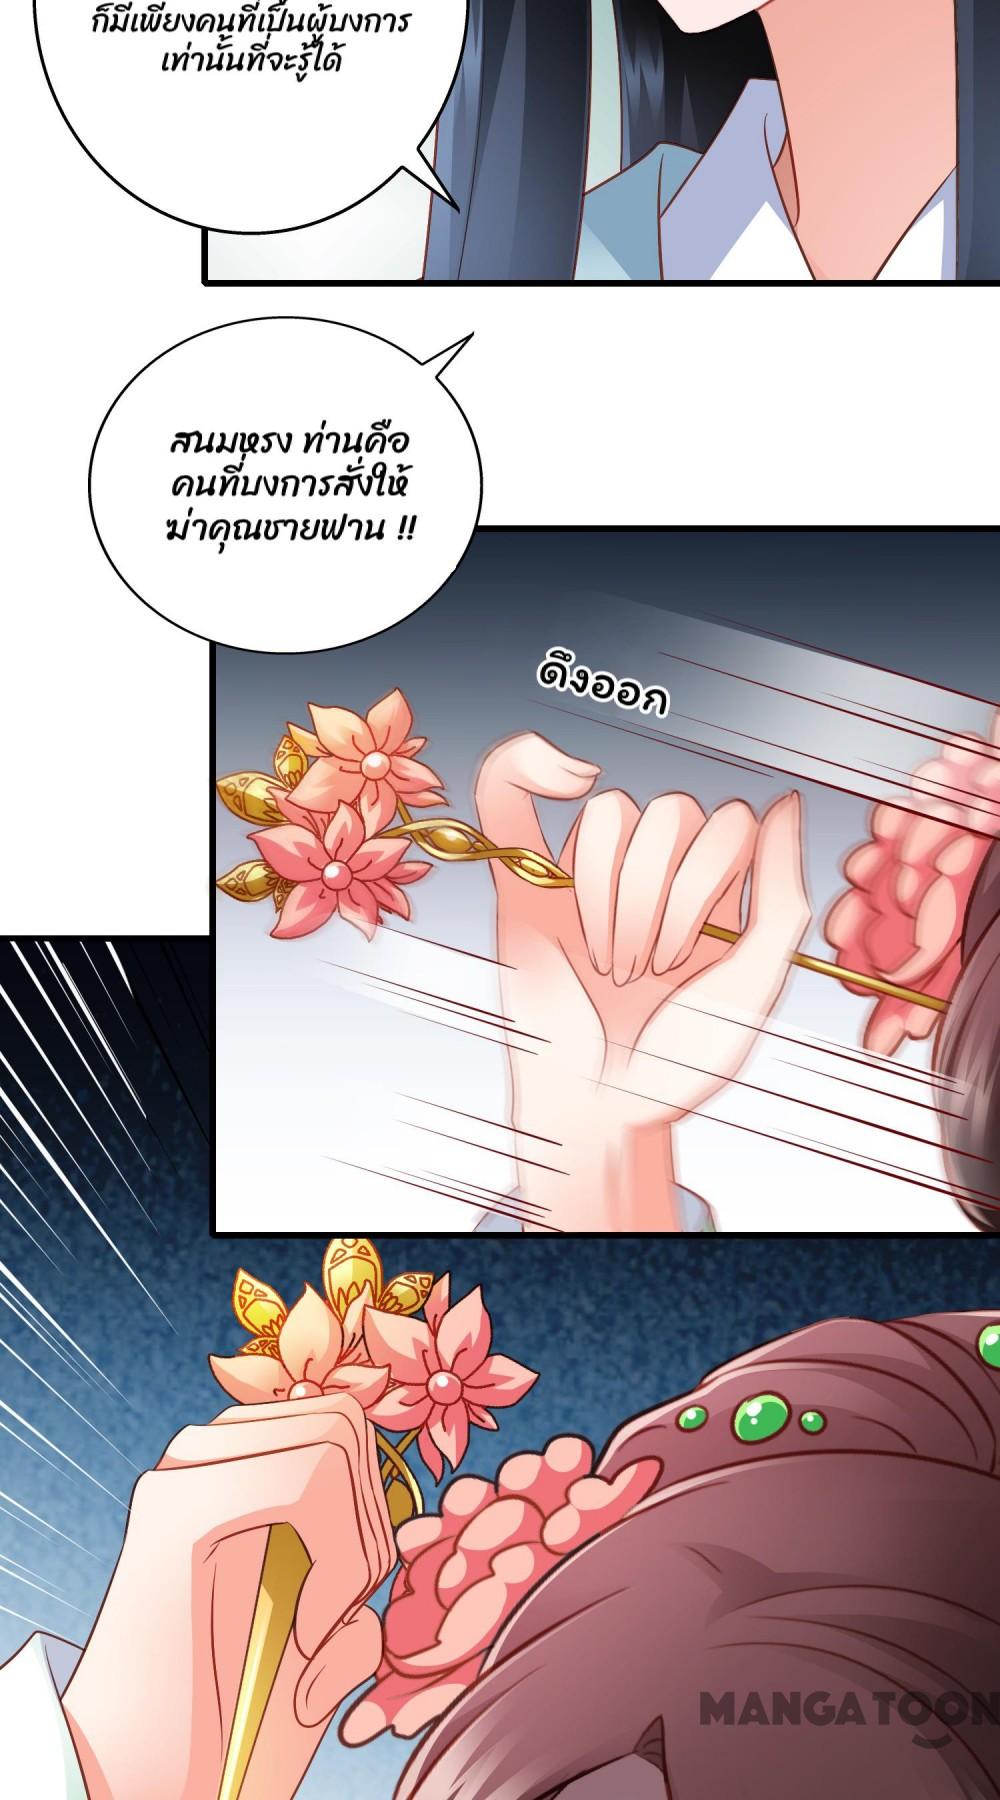 ก็มีเพียงคนที่เป็นผู้บงการ
เท่านั้นที่จะรู้ได้
สนมหรง ท่านคือ
คนที่บงการสั่งให้
ฆ่าคุณชายฟาน !!
ดึงออก
MANGATOON